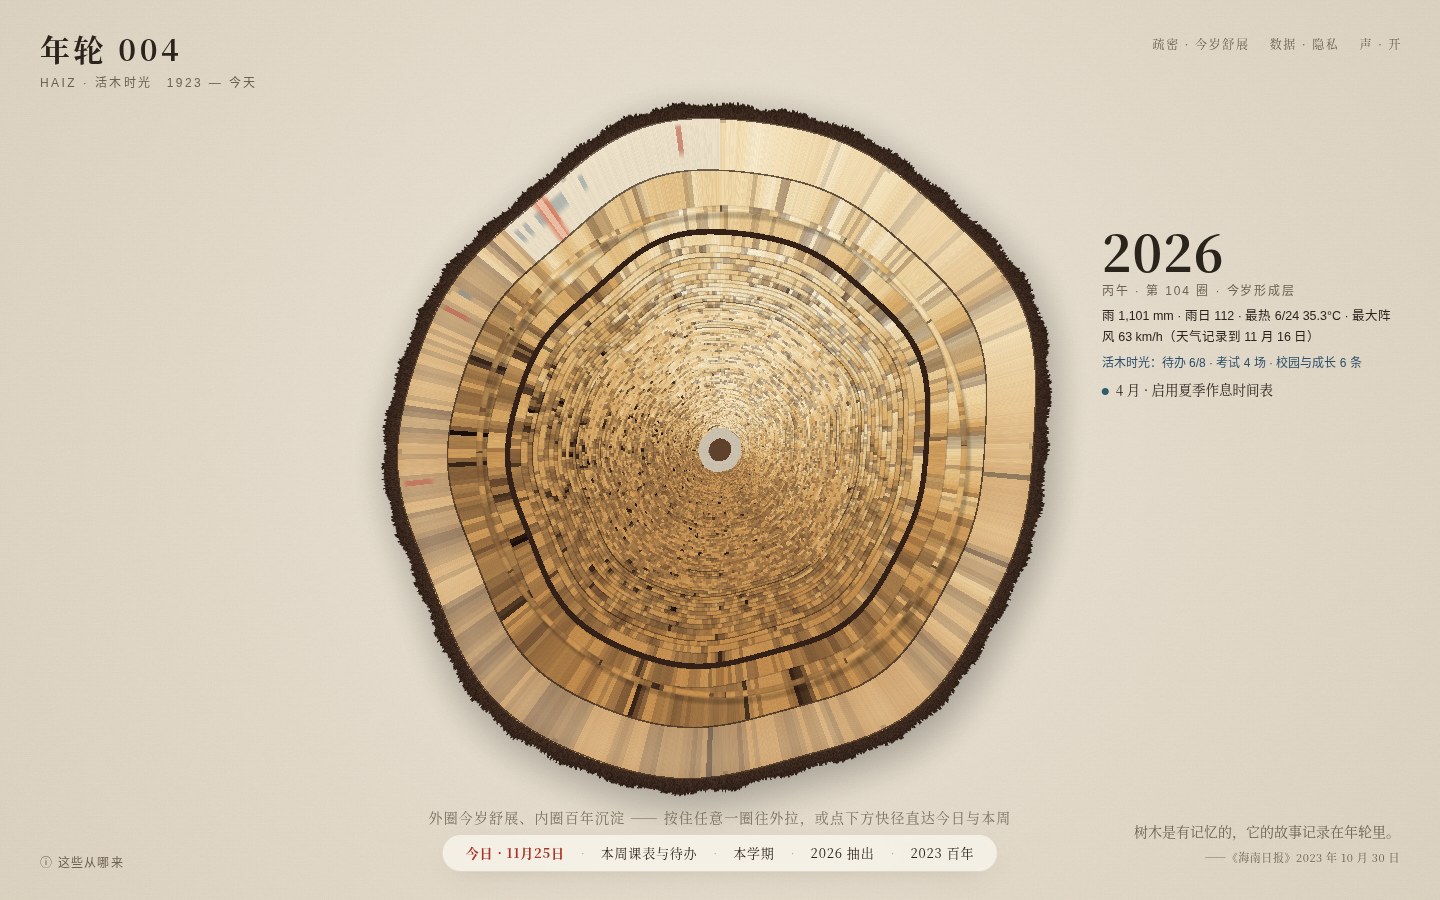 年轮 004
HAIZ · 活木时光 1923 — 今天
疏密 · 今岁舒展 数据 · 隐私 声 · 开
2026
丙午 · 第 104 圈 · 今岁形成层
雨 1,101 mm · 雨日 112 · 最热 6/24 35.3°C · 最大阵
风 63 km/h（天气记录到 11 月 16 日）
活木时光：待办 6/8 · 考试 4 场 · 校园与成长 6 条
4 月 · 启用夏季作息时间表
外圈今岁舒展、内圈百年沉淀 —— 按住任意一圈往外拉，或点下方快径直达今日与本周
今日 · 11月25日 · 本周课表与待办 · 本学期 · 2026 抽出 · 2023 百年
树木是有记忆的，它的故事记录在年轮里。
——《海南日报》2023 年 10 月 30 日
ⓘ 这些从哪来